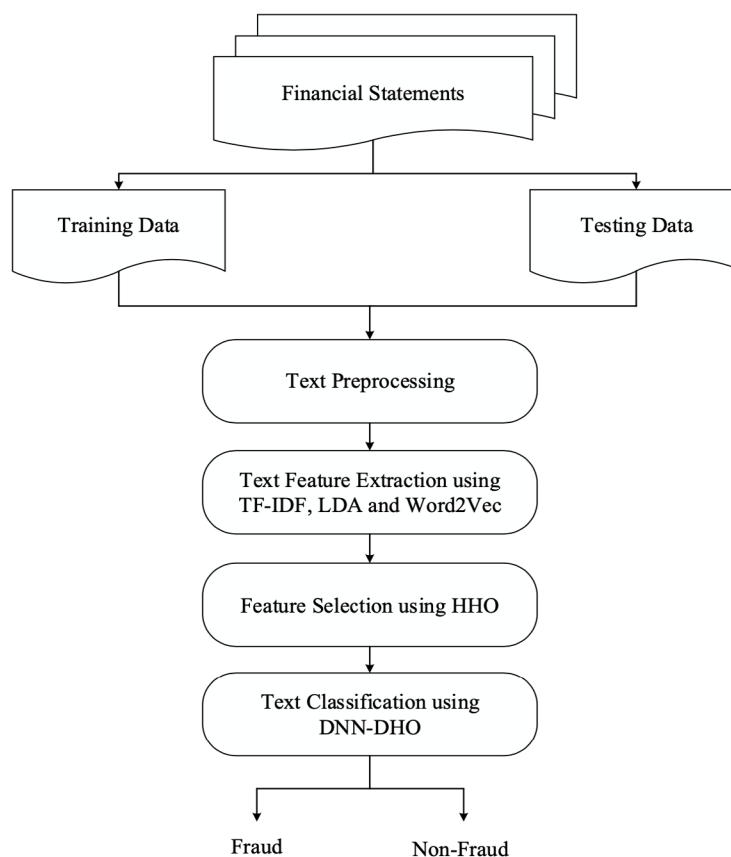 Financial Statements
Training Data
Testing Data
Text Preprocessing
Text Feature Extraction using
TF-IDF, LDA and Word2Vec
Feature Selection using HHO
Text Classification using
DNN-DHO
Fraud
Non-Fraud